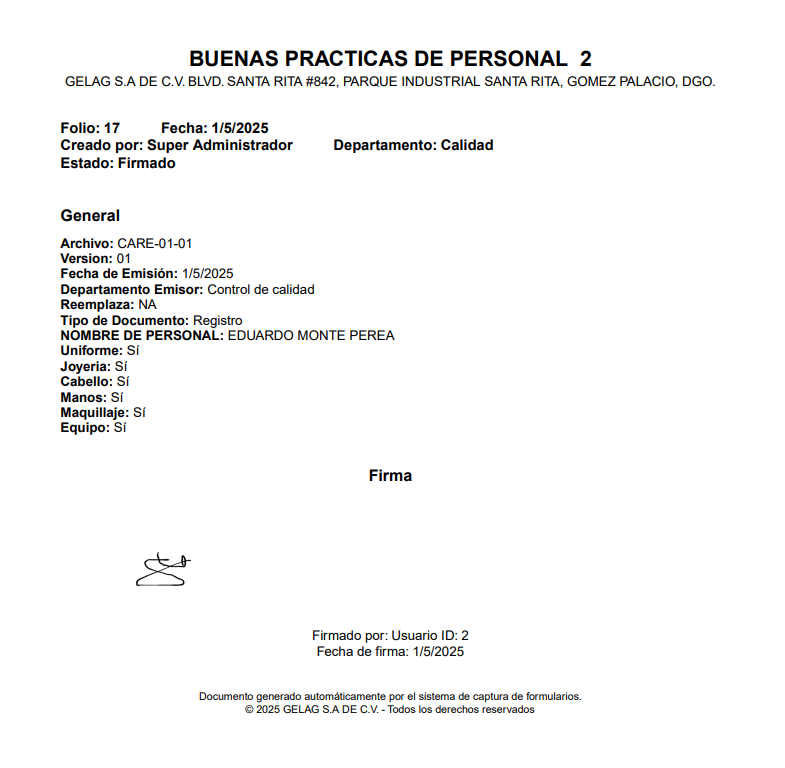 BUENAS PRACTICAS DE PERSONAL 2
GELAG S.A DE C.V. BLVD. SANTA RITA #842, PARQUE INDUSTRIAL SANTA RITA, GOMEZ PALACIO, DGO.
Folio: 17 Fecha: 1/5/2025
Creado por: Super Administrador Departamento: Calidad
Estado: Firmado
General
Archivo: CARE-01-01
Version: 01
Fecha de Emisión: 1/5/2025
Departamento Emisor: Control de calidad
Reemplaza: NA
Tipo de Documento: Registro
NOMBRE DE PERSONAL: EDUARDO MONTE PEREA
Uniforme: Sí
Joyeria: Sí
Cabello: Sí
Manos: Sí
Maquillaje: Sí
Equipo: Sí
Firma
Firmado por: Usuario ID: 2
Fecha de firma: 1/5/2025
Documento generado automáticamente por el sistema de captura de formularios.
© 2025 GELAG S.A DE C.V. - Todos los derechos reservados